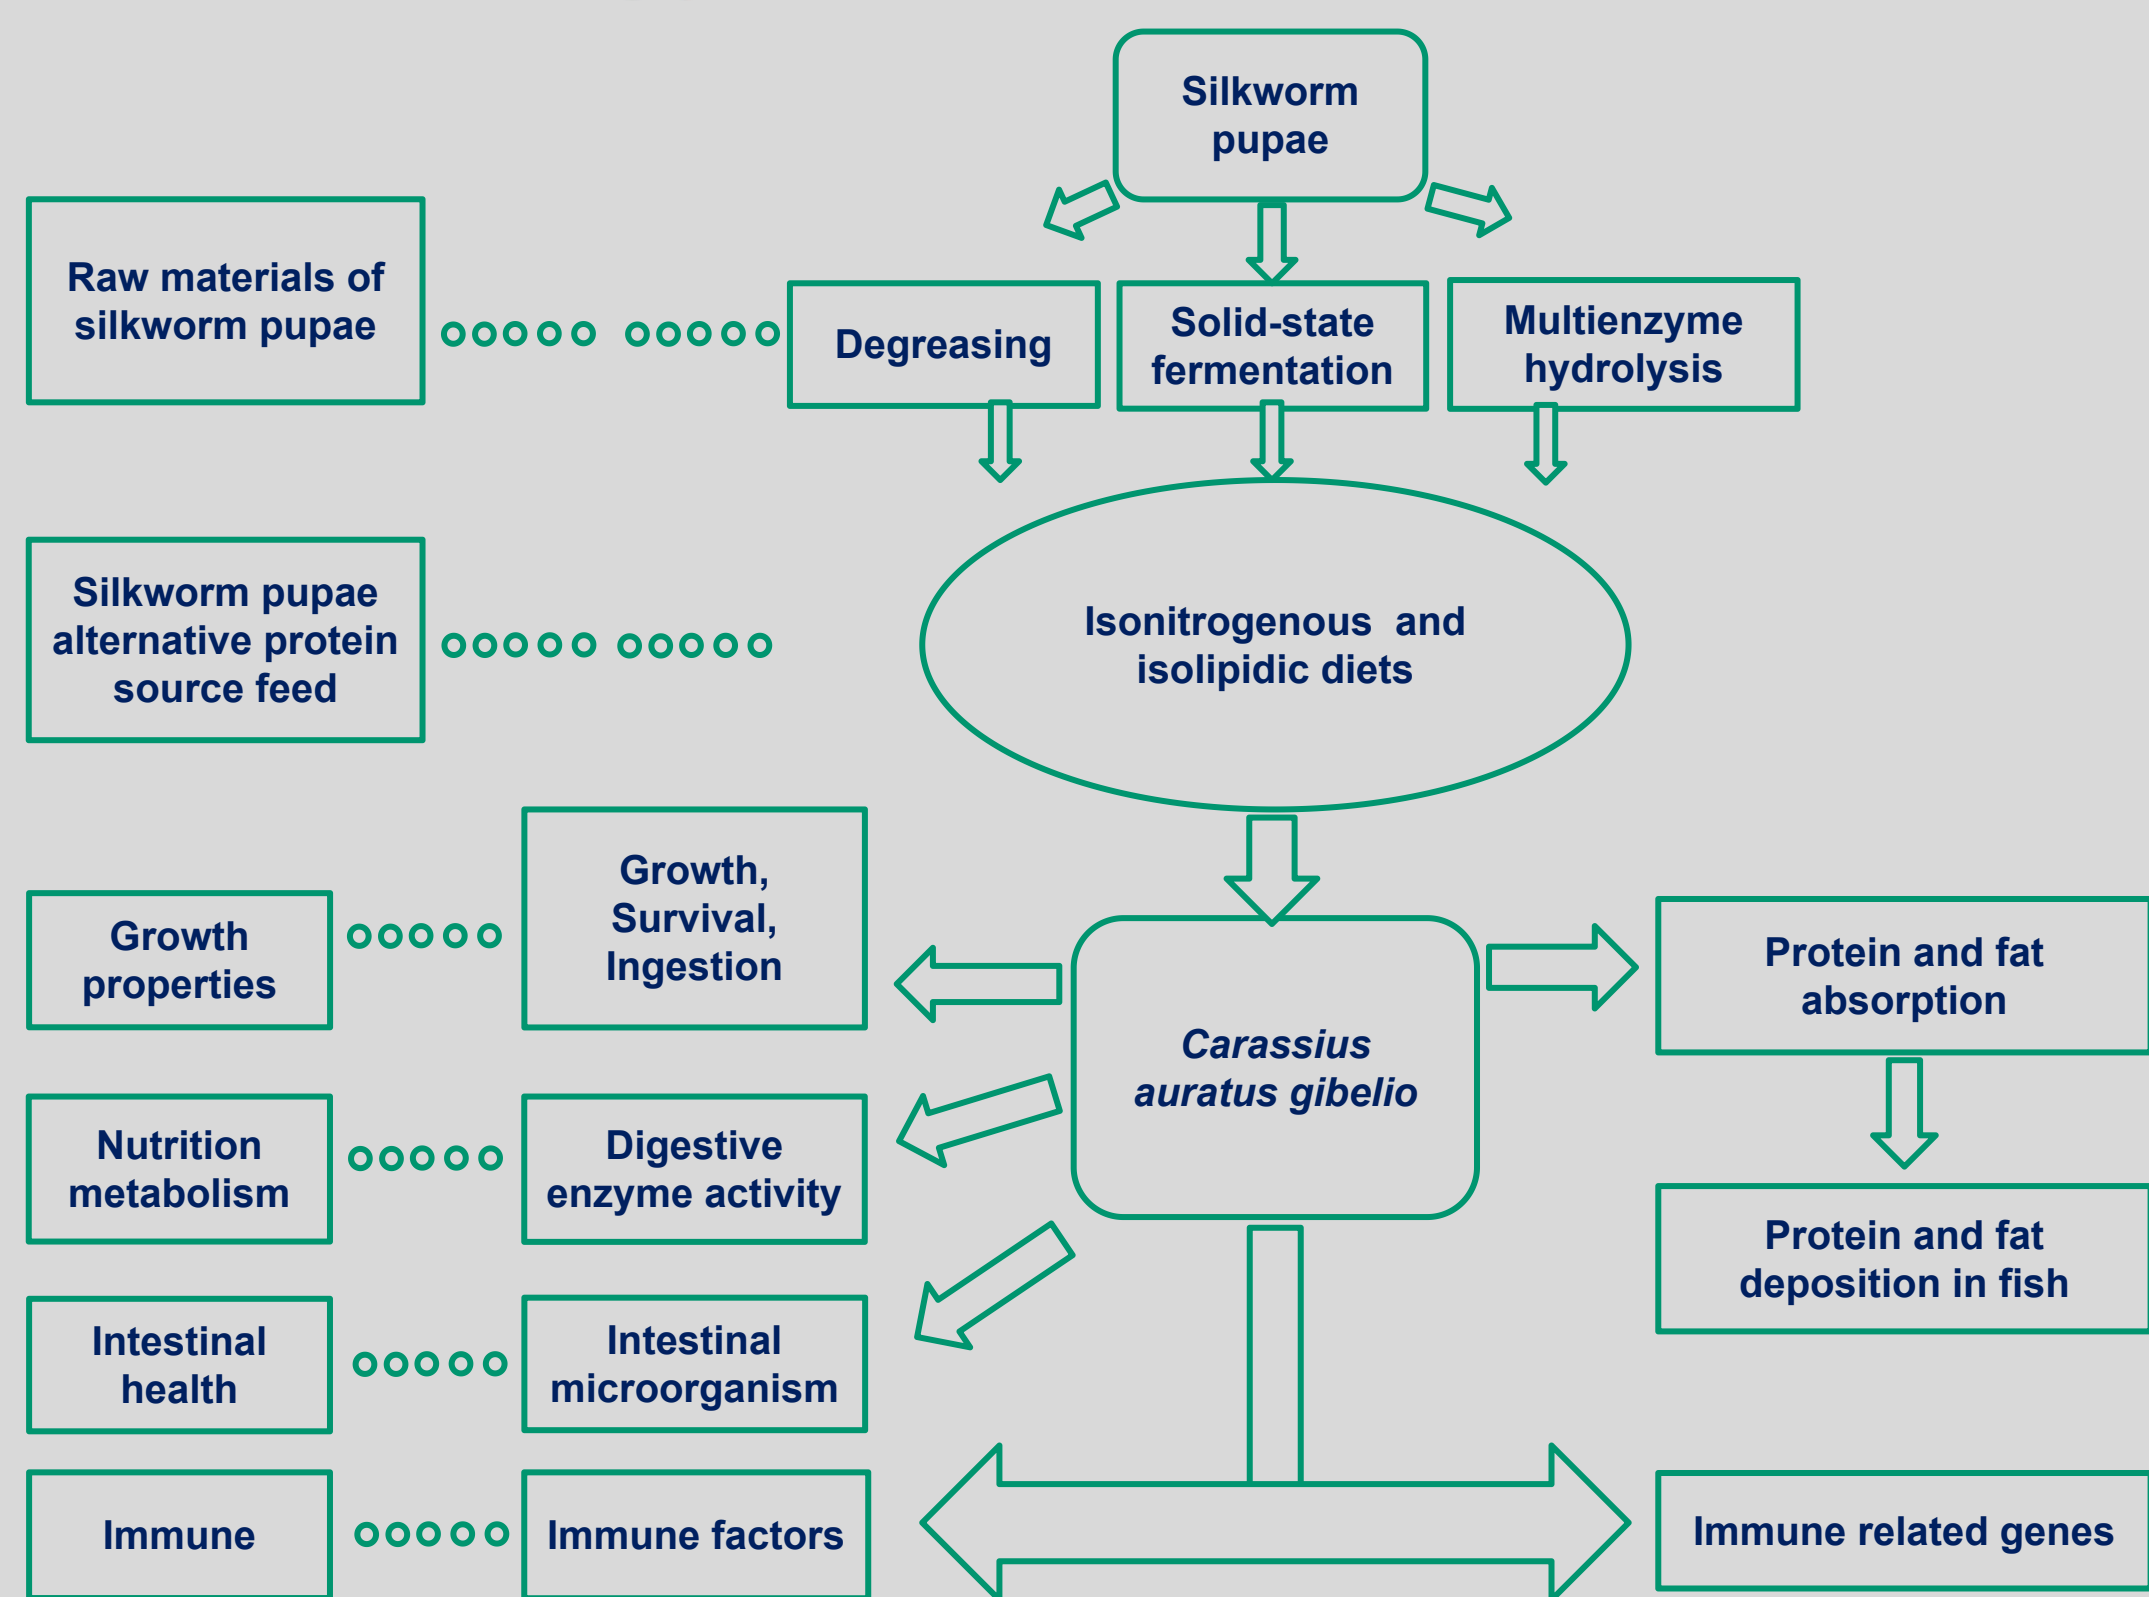 Silkworm
pupae
Raw materials of
silkworm pupae
Degreasing
Solid-state
fermentation
Multienzyme
hydrolysis
Silkworm pupae
alternative protein
source feed
Isonitrogenous and
isolipidic diets
Growth
properties
Growth,
Survival,
Ingestion
Carassius
auratus gibelio
Protein and fat
absorption
Nutrition
metabolism
Digestive
enzyme activity
Protein and fat
deposition in fish
Intestinal
health
Intestinal
microorganism
Immune
Immune factors
Immune related genes